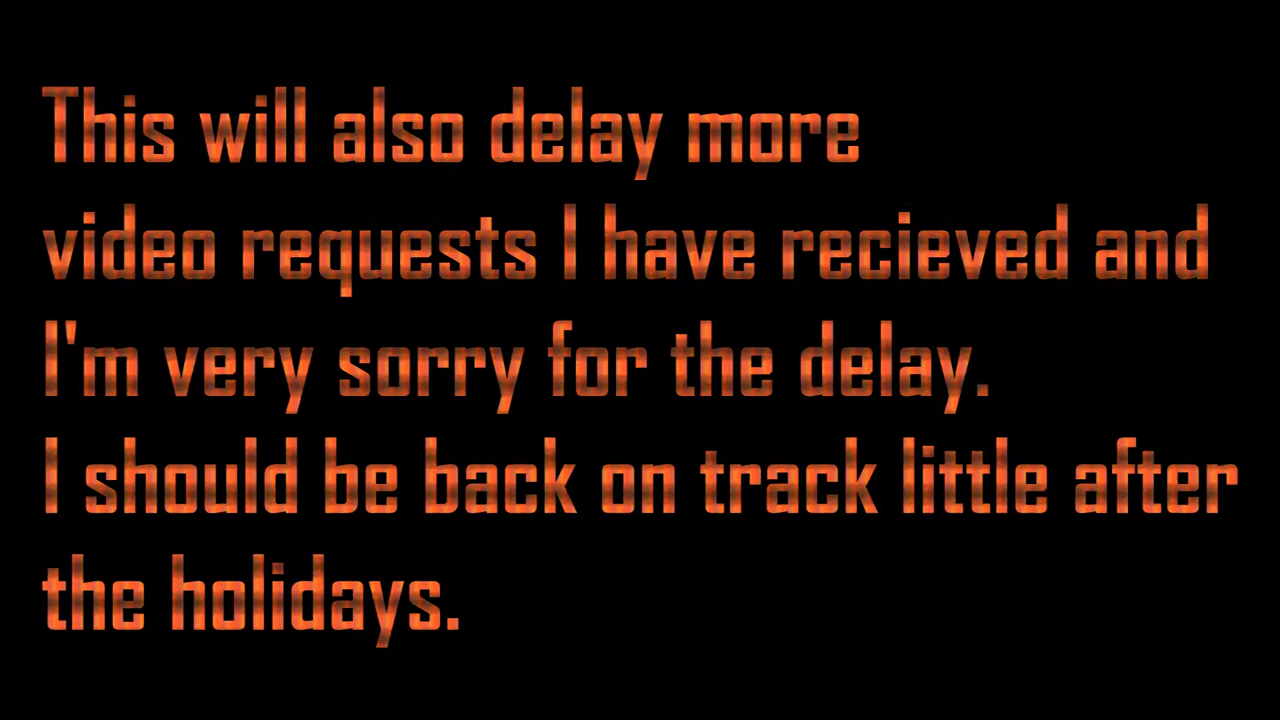 This will also delay more
video requests I have recieved and
I'm very sorry for the delay.
I should be back on track little after
the holidays.